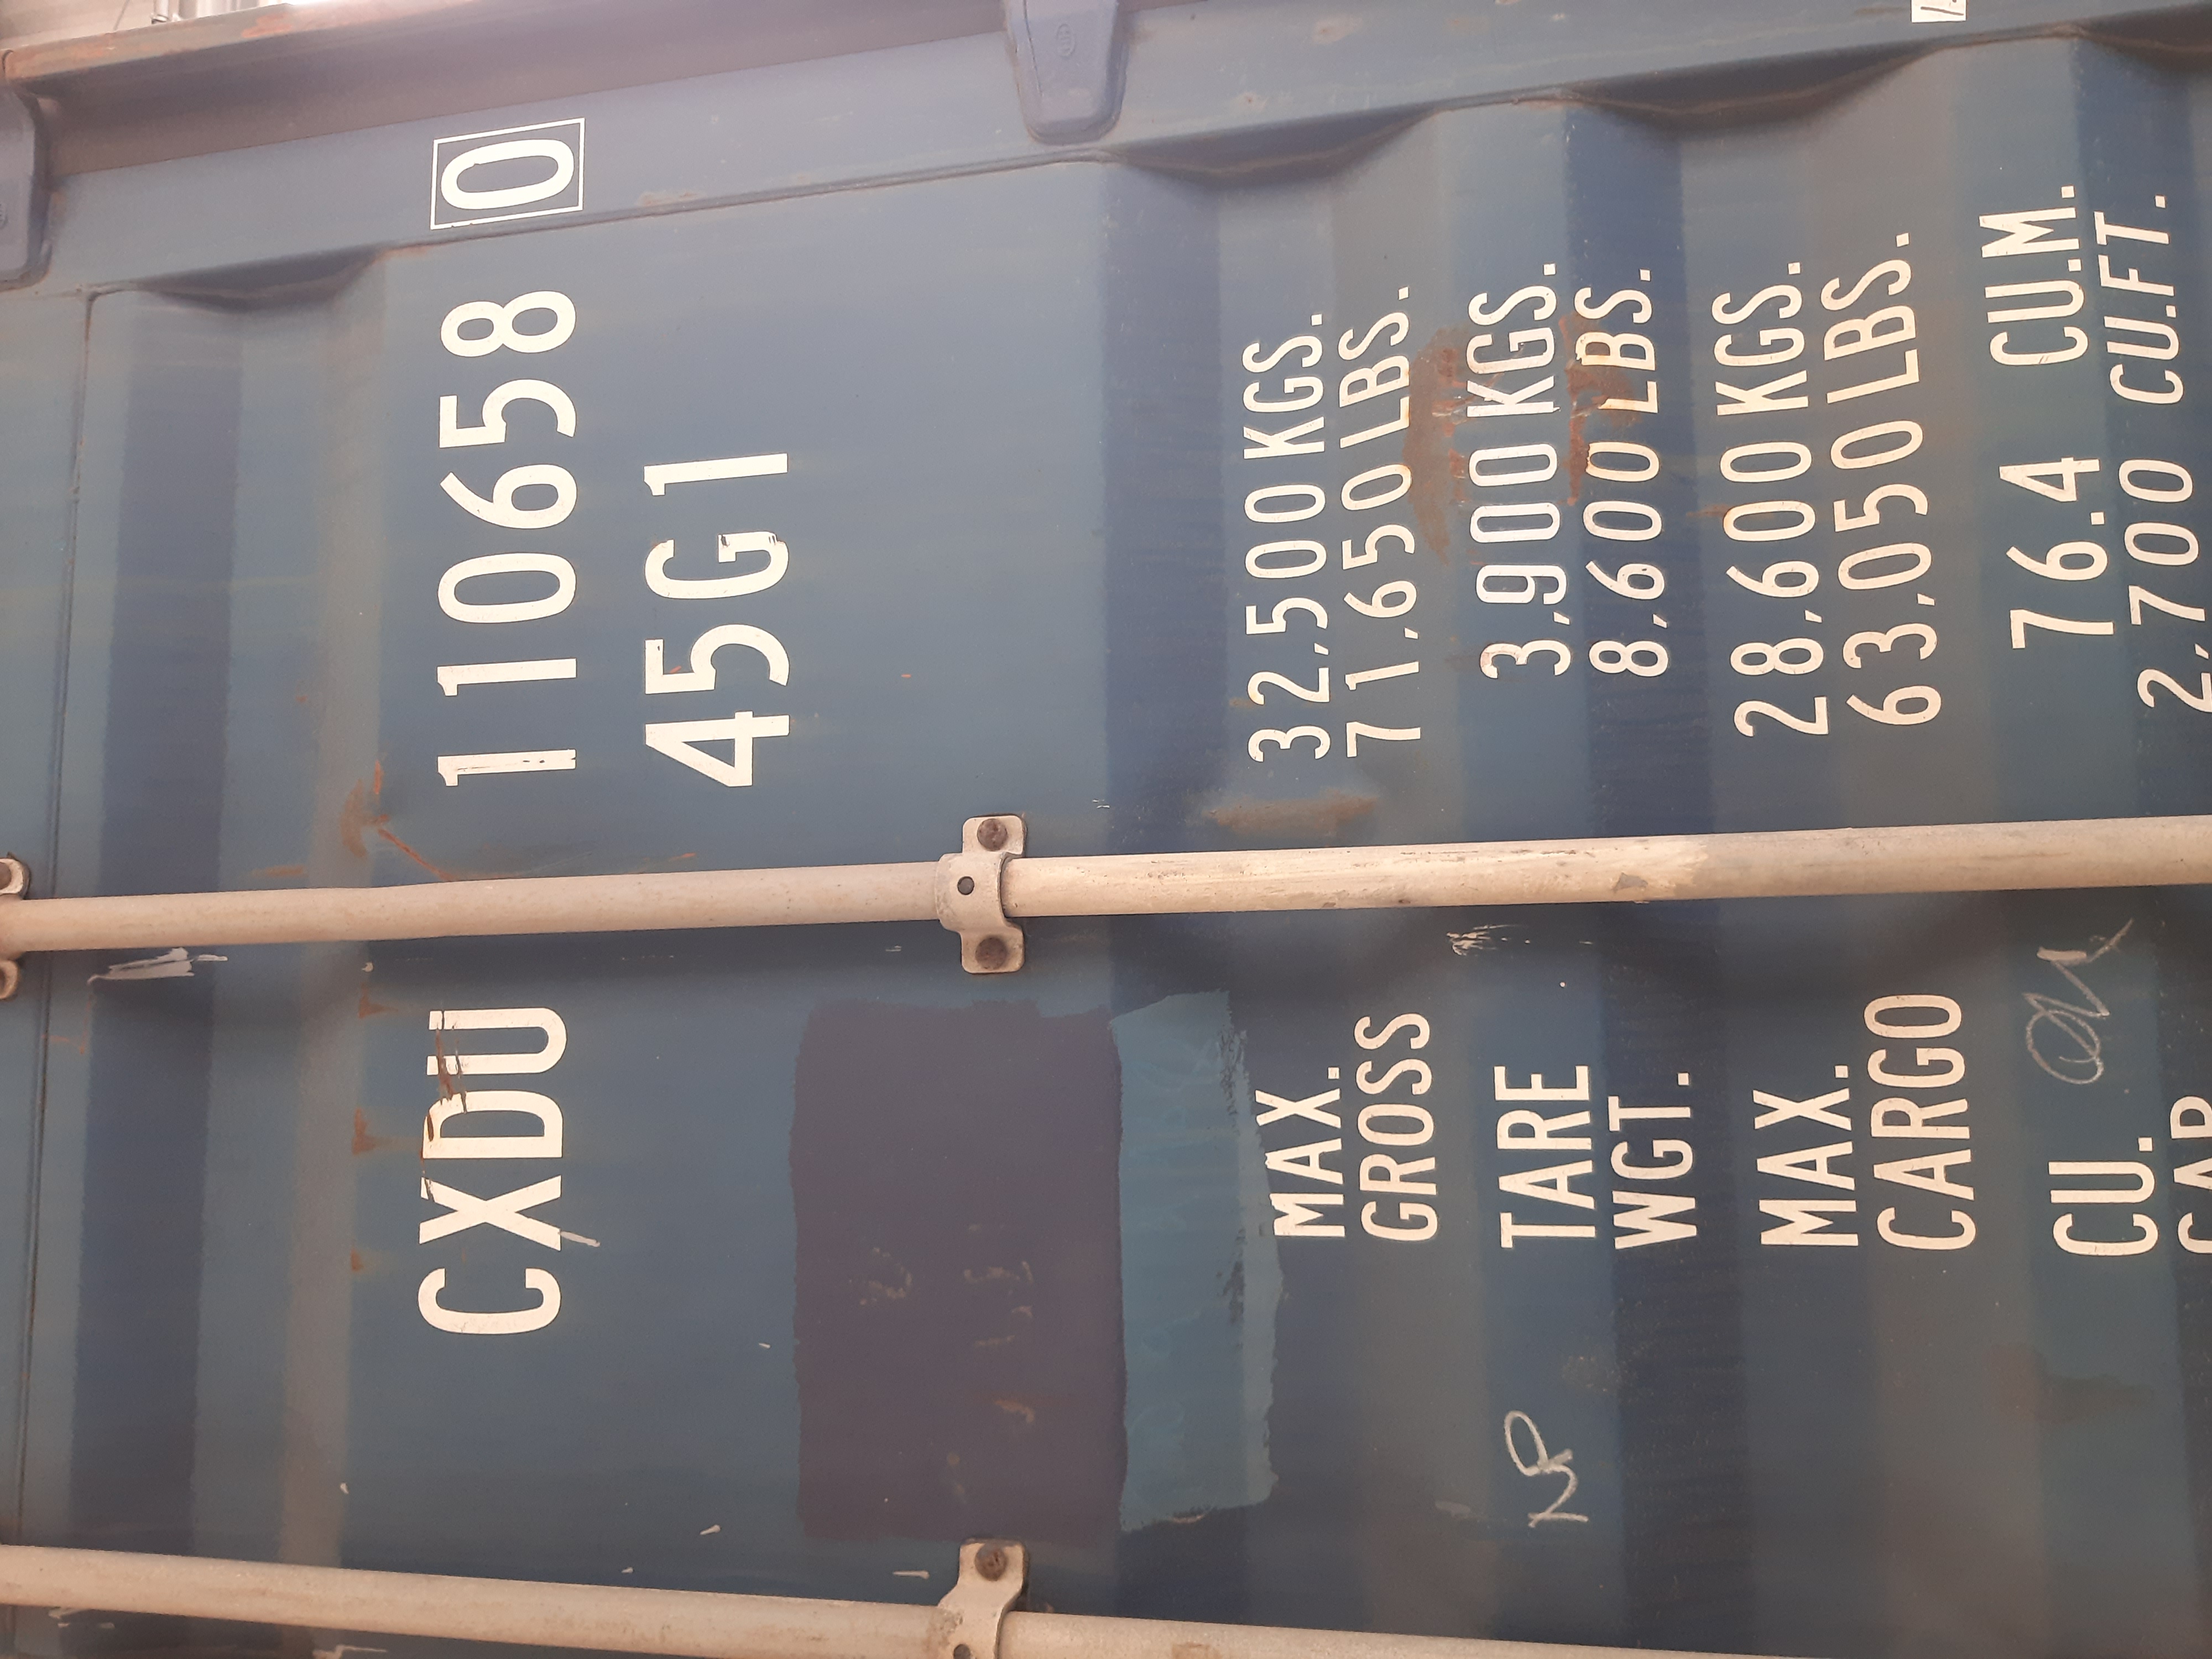 CXDU 110658 0
45G1
MAX. 32,500 KGS.
GROSS 71,650 LBS.
TARE 3,900 KGS.
WGT. 8,600 LBS.
MAX. 28,600 KGS.
CARGO 63,050 LBS.
CU. 76.4 CU.M.
CAP 2,700 CU.FT.